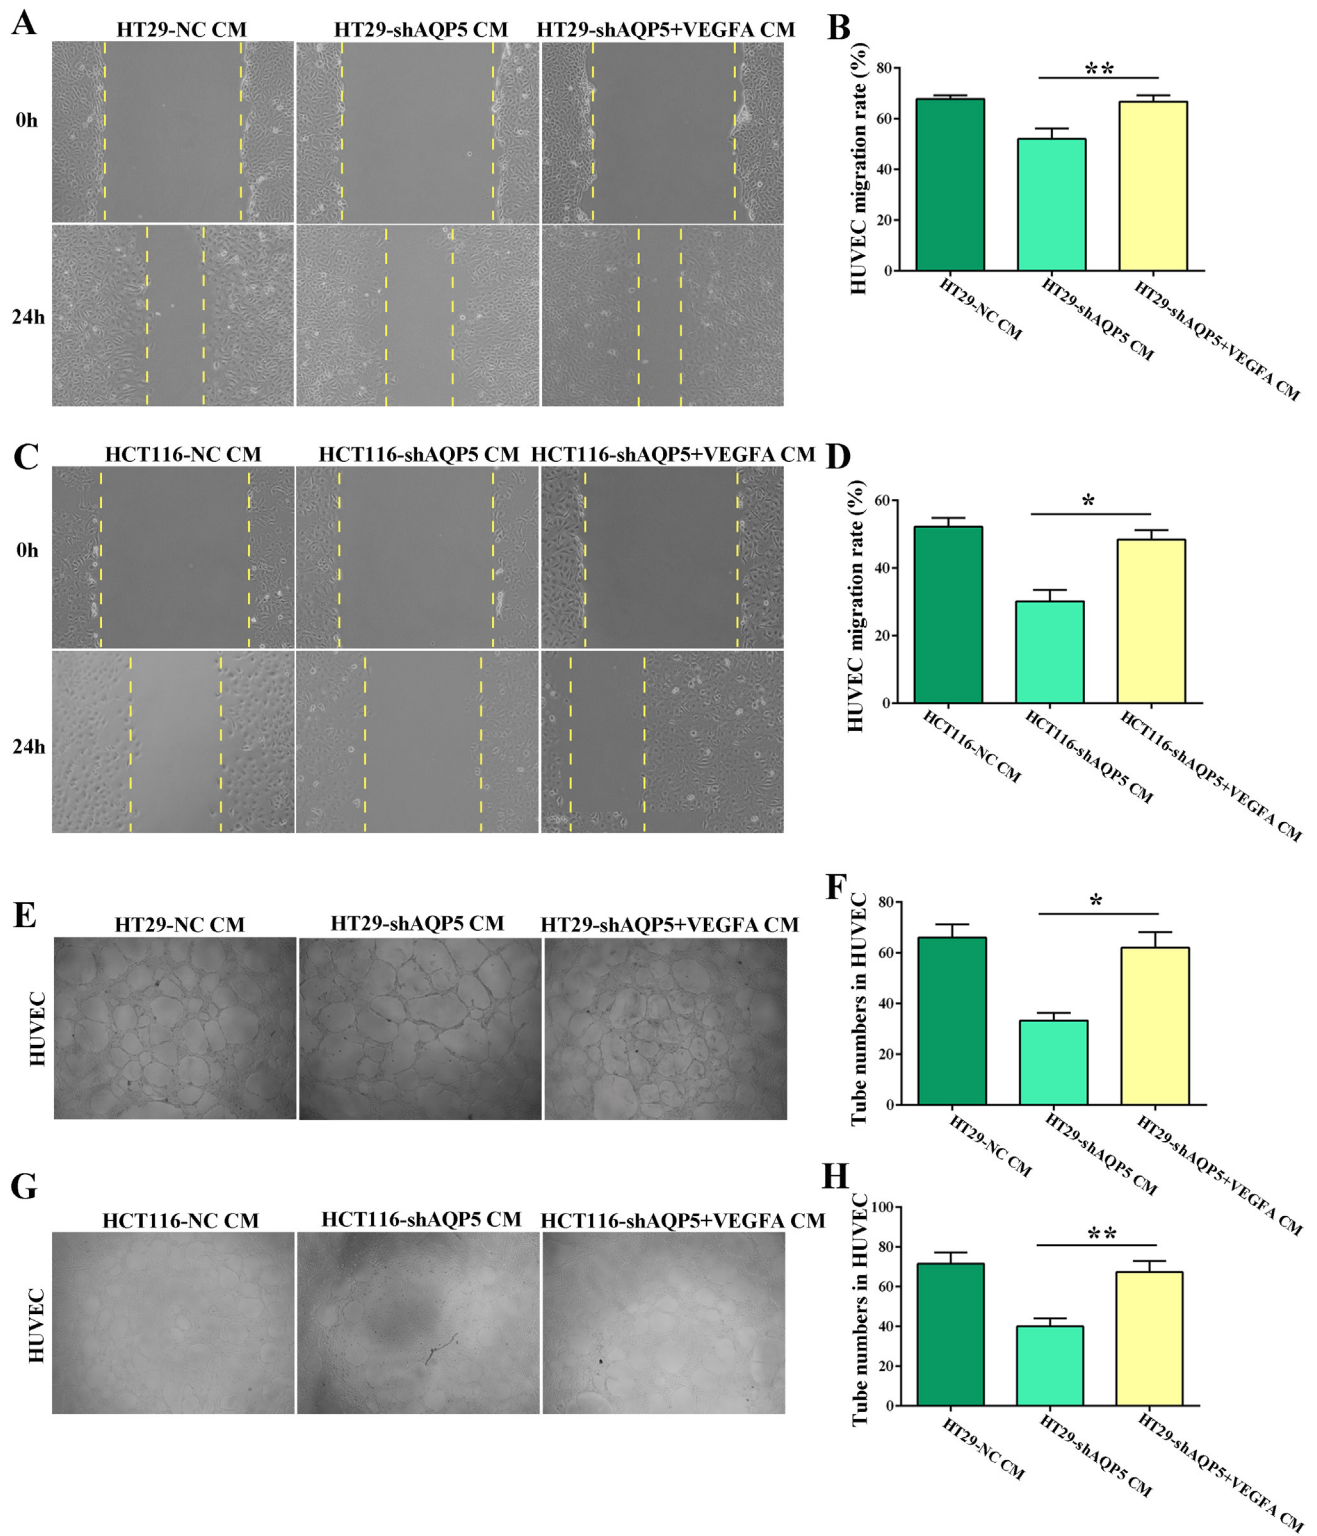 A
HT29-NC CM
HT29-shAQP5 CM
HT29-shAQP5+VEGFA CM
0h
24h
B
HUVEC migration rate (%)
80
60
40
20
0
**
HT29-NC CM
HT29-shAQP5 CM
HT29-shAQP5+VEGFA CM
C
HCT116-NC CM
HCT116-shAQP5 CM
HCT116-shAQP5+VEGFA CM
0h
24h
D
HUVEC migration rate (%)
60
40
20
0
*
HCT116-NC CM
HCT116-shAQP5 CM
HCT116-shAQP5+VEGFA CM
E
HT29-NC CM
HT29-shAQP5 CM
HT29-shAQP5+VEGFA CM
HUVEC
F
Tube numbers in HUVEC
80
60
40
20
0
*
HT29-NC CM
HT29-shAQP5 CM
HT29-shAQP5+VEGFA CM
G
HCT116-NC CM
HCT116-shAQP5 CM
HCT116-shAQP5+VEGFA CM
HUVEC
H
Tube numbers in HUVEC
100
80
60
40
20
0
**
HT29-NC CM
HT29-shAQP5 CM
HT29-shAQP5+VEGFA CM